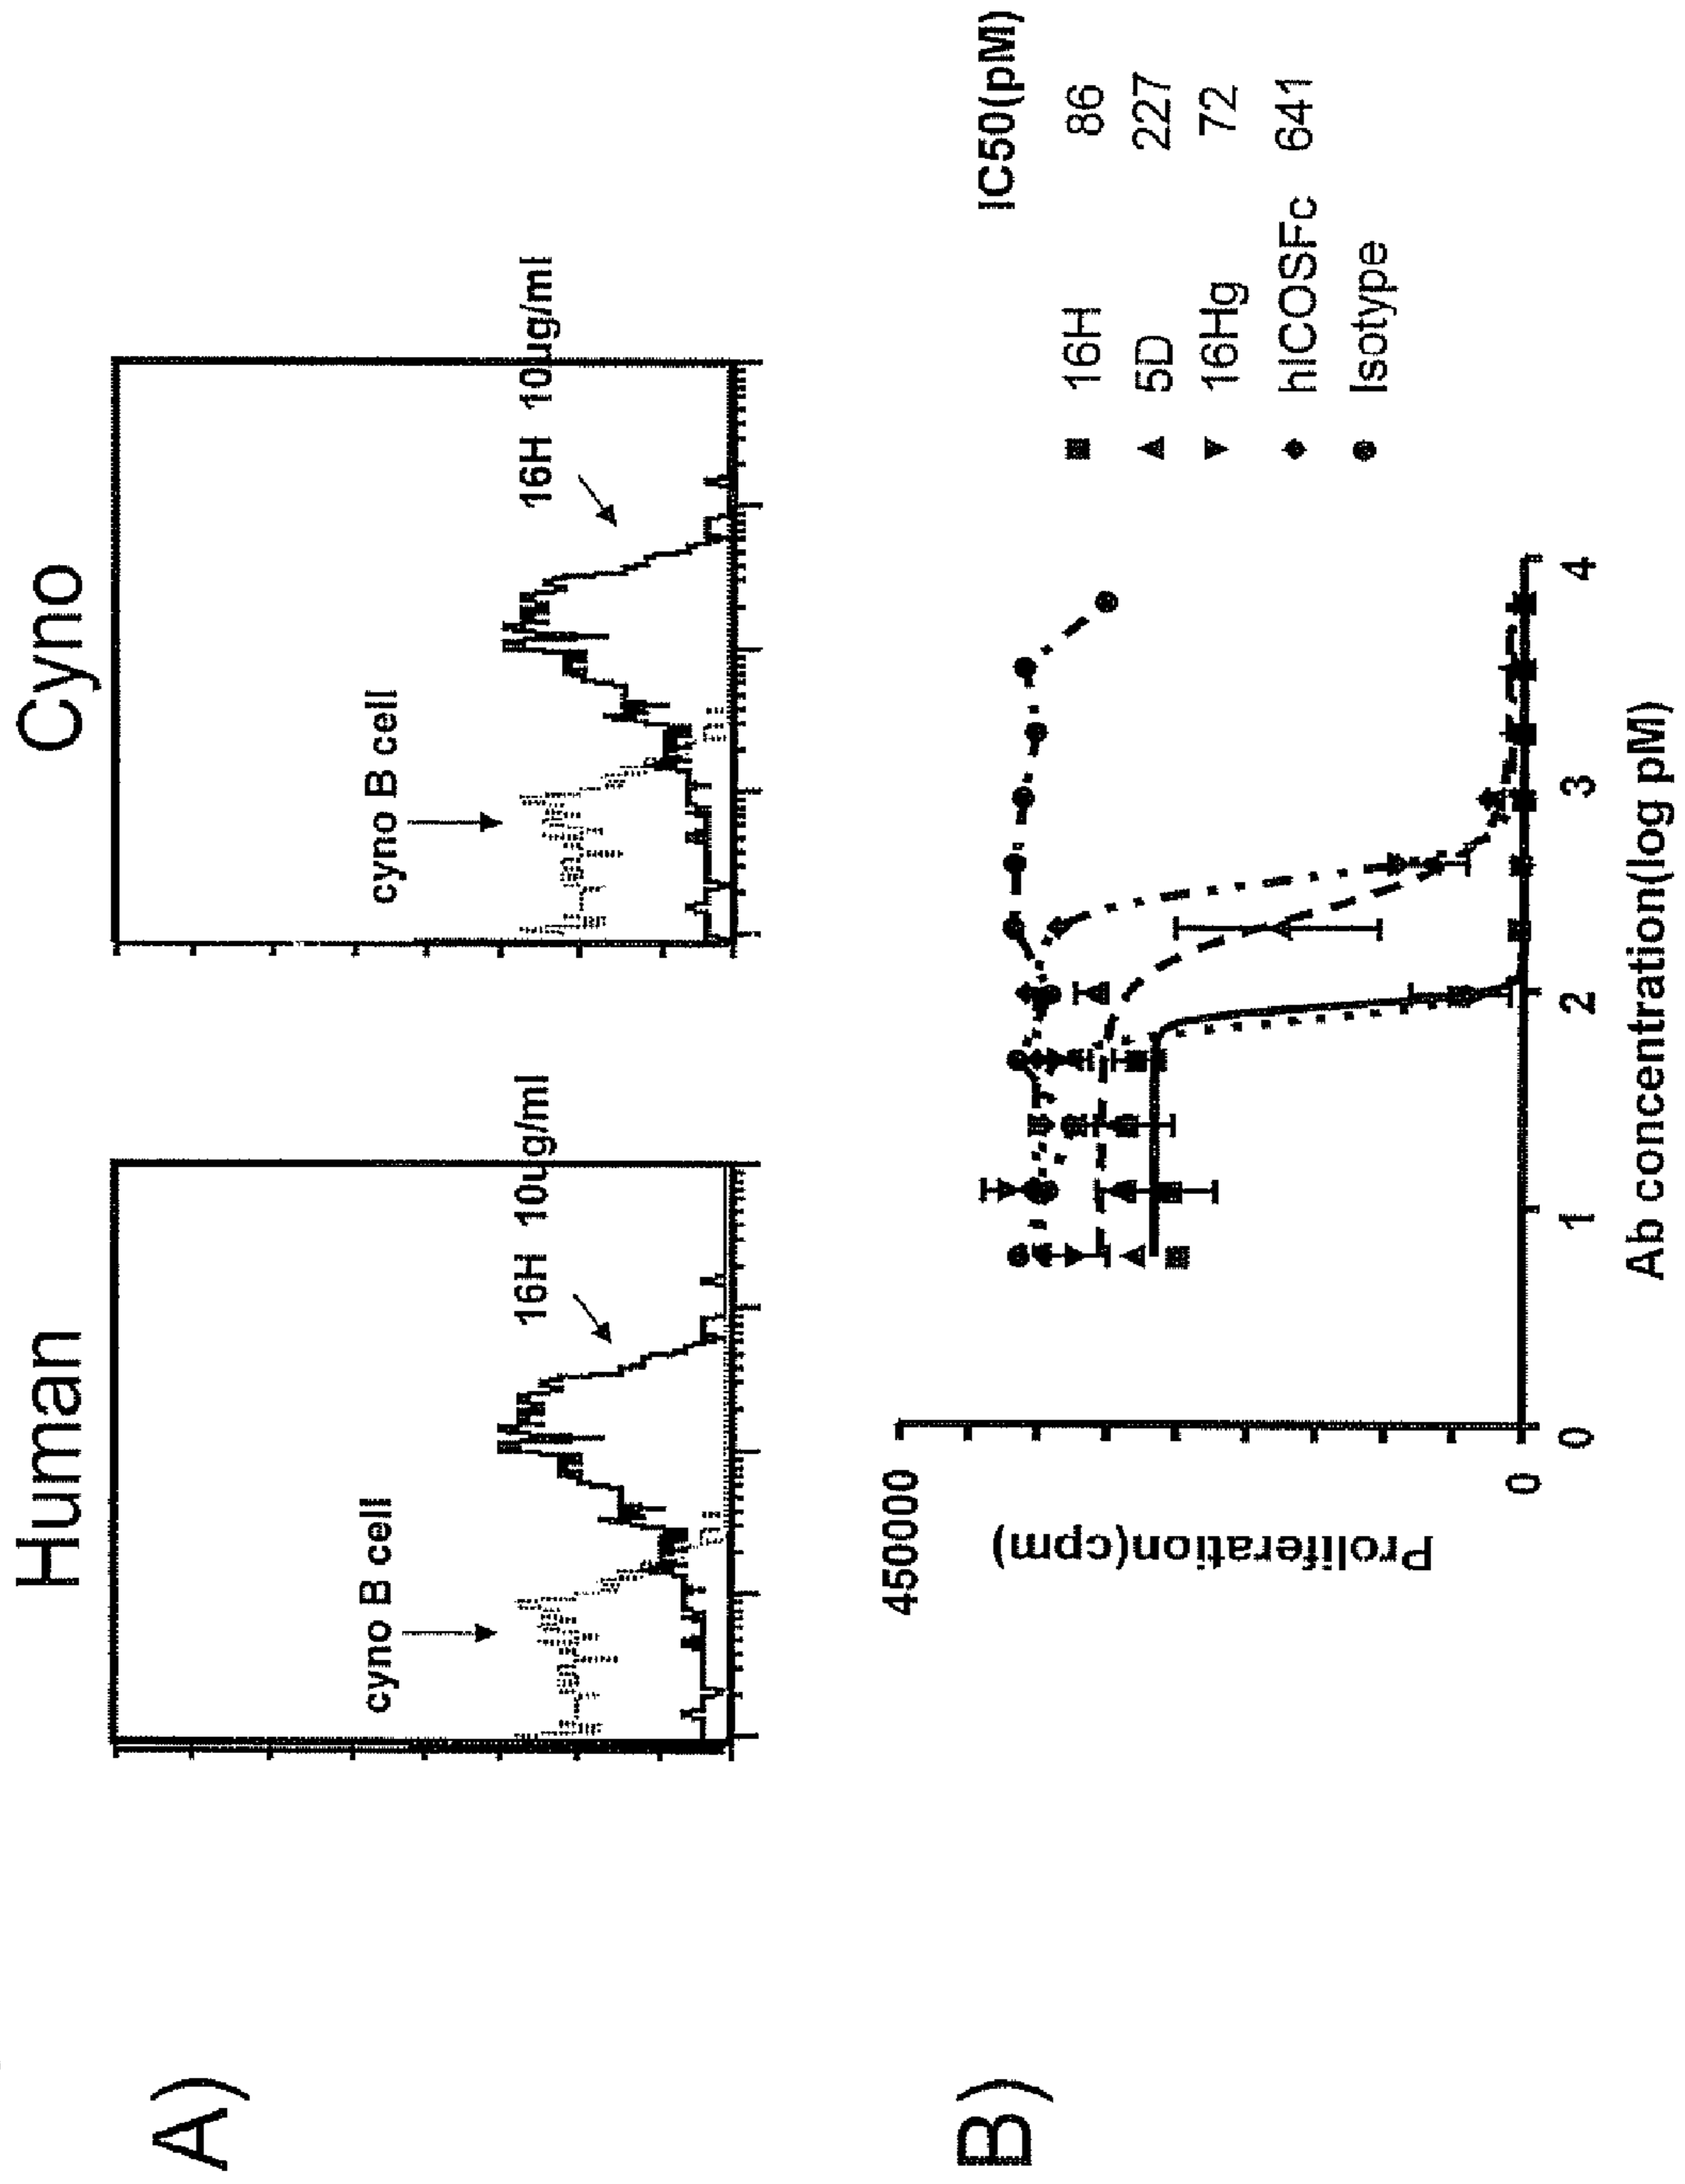 A)
Human
Cyno
cyno B cell
16H 10ug/ml
cyno B cell
16H 10ug/ml
B)
Proliferation(cpm)
450000
0
0
1
2
3
4
Ab concentration(log pM)
IC50(pM)
16H 86
5D 227
16Hg 72
hICOSFc 641
Isotype